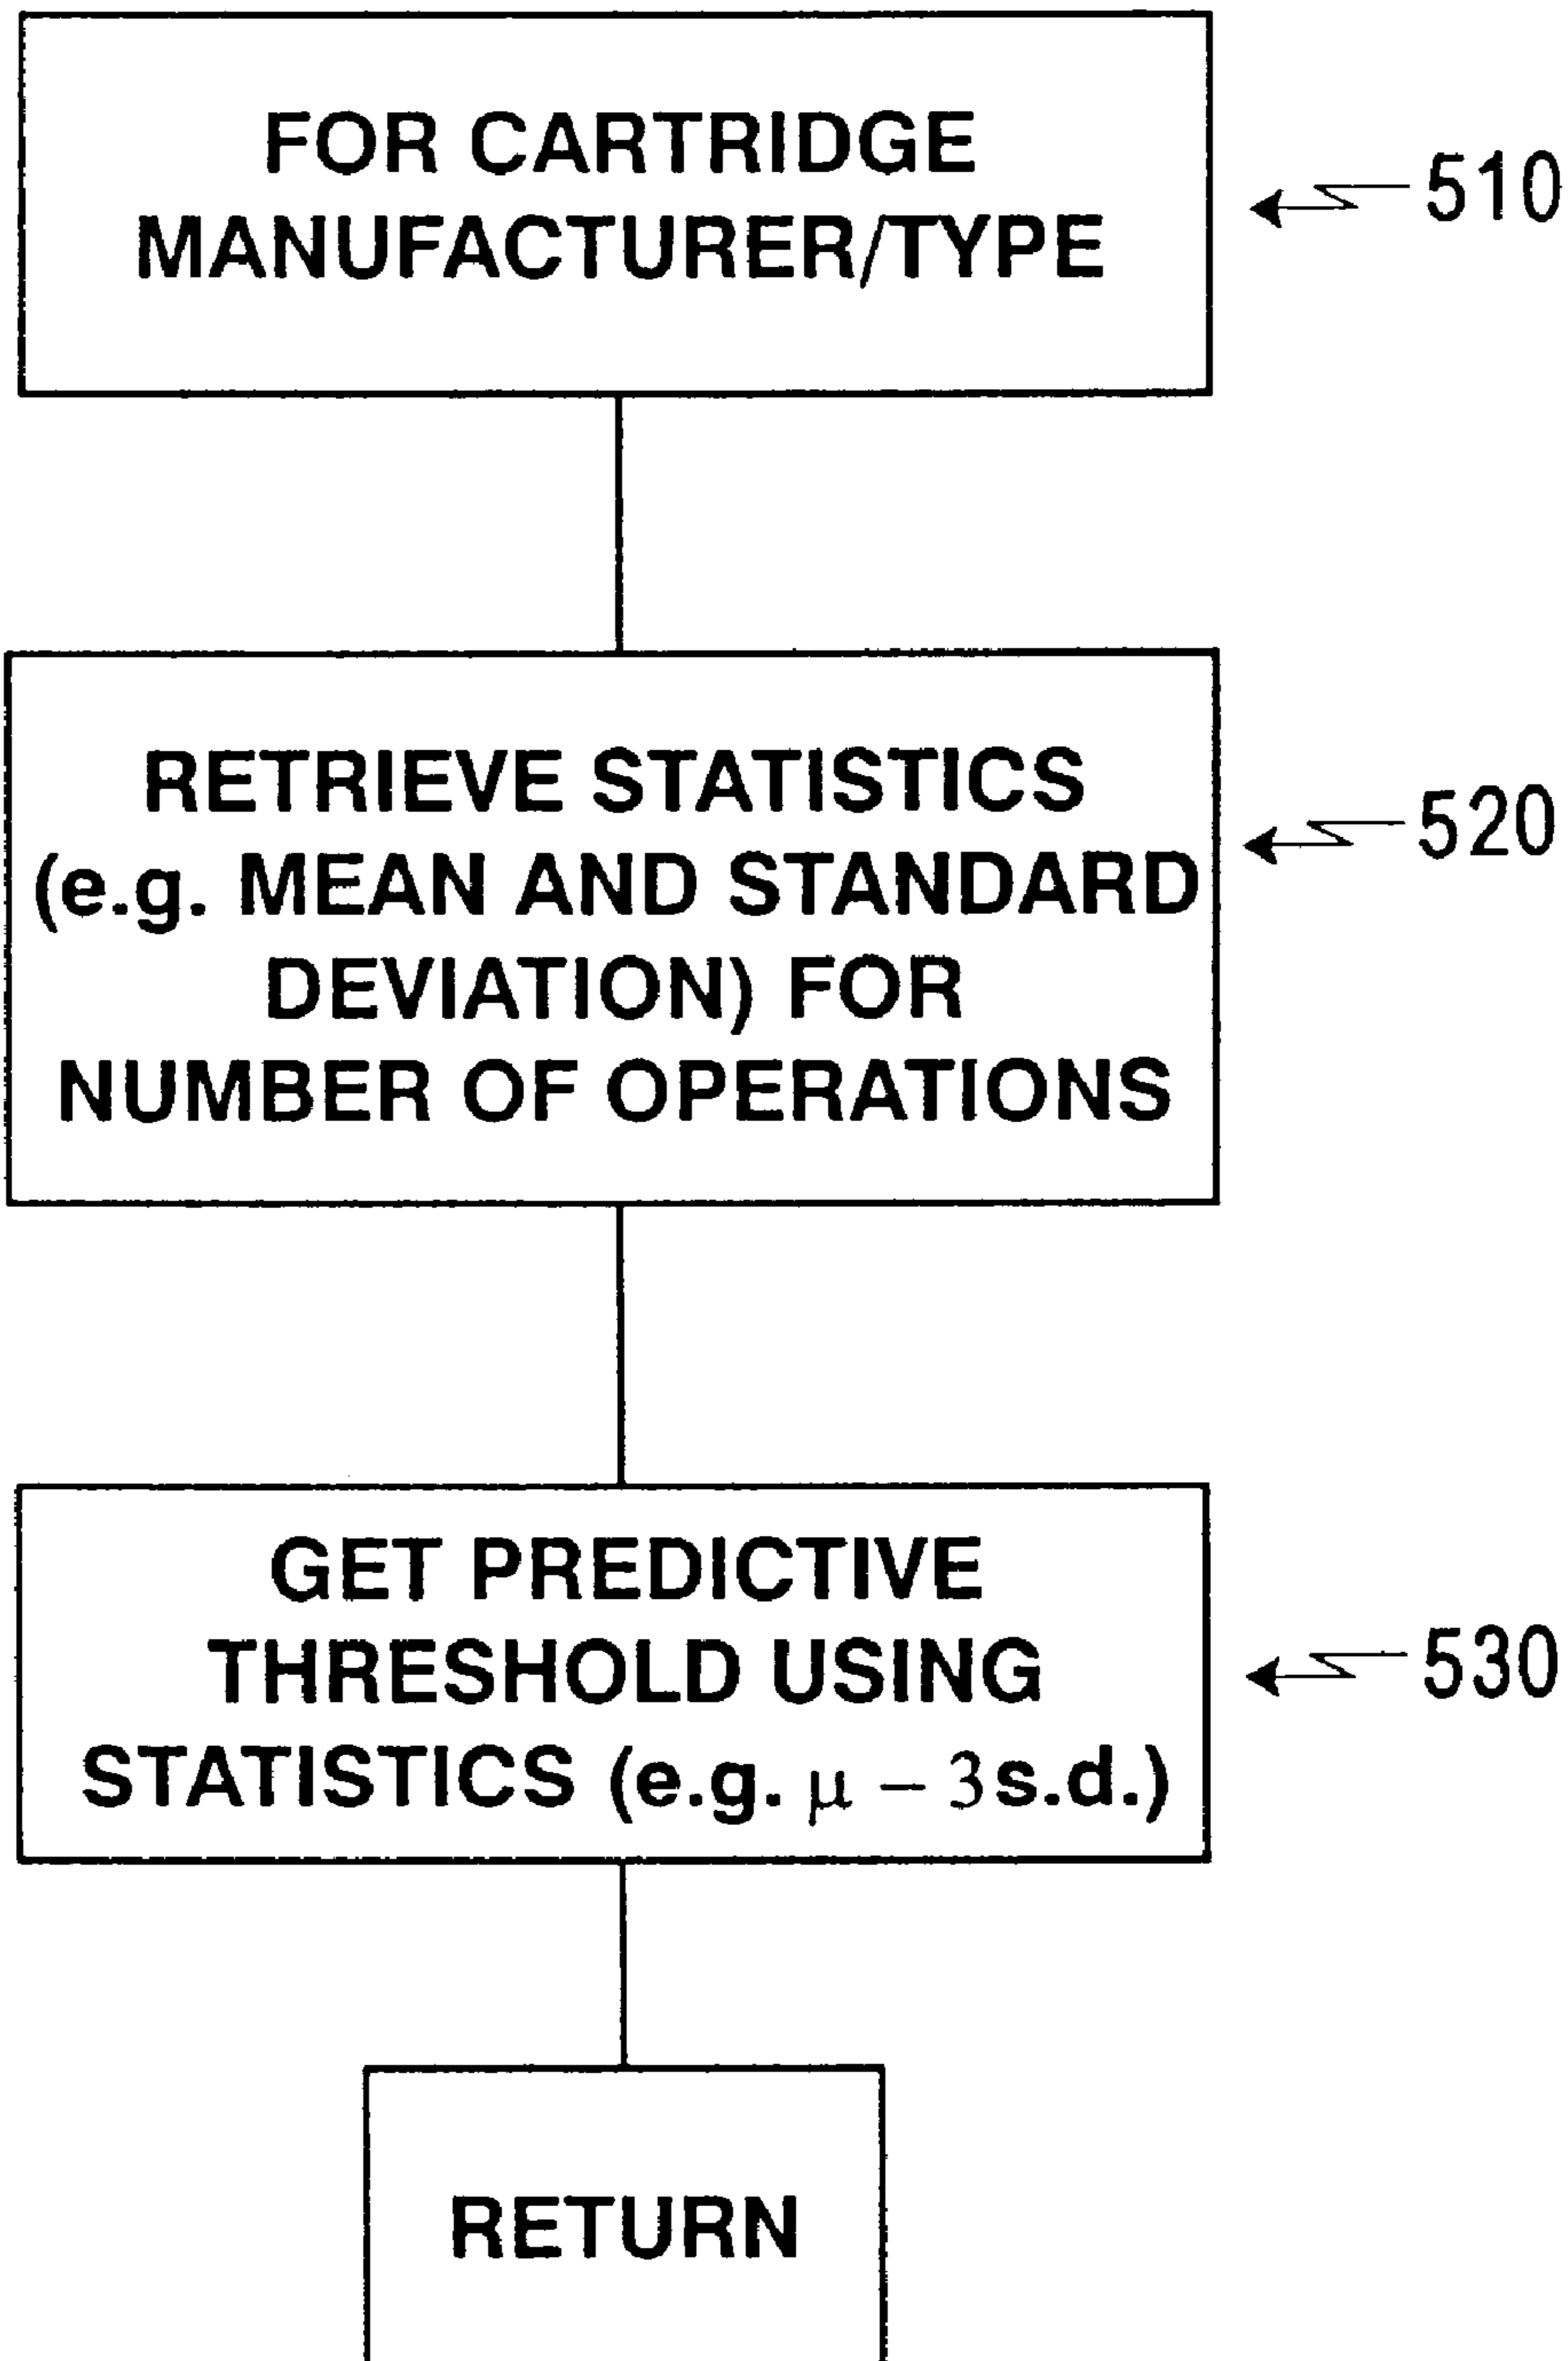 FOR CARTRIDGE
MANUFACTURER/TYPE
510
RETRIEVE STATISTICS
(e.g. MEAN AND STANDARD
DEVIATION) FOR
NUMBER OF OPERATIONS
520
GET PREDICTIVE
THRESHOLD USING
STATISTICS (e.g. μ – 3 s.d.)
530
RETURN